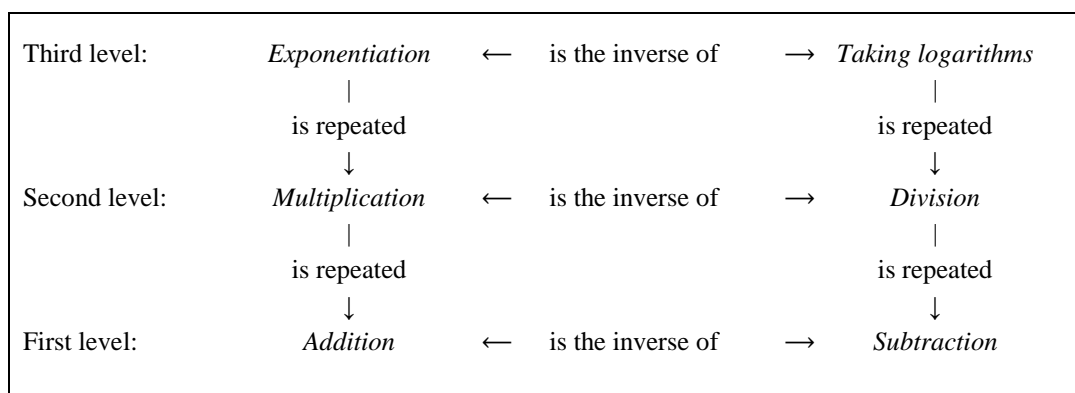 Third level: Exponentiation ← is the inverse of → Taking logarithms
| |
is repeated is repeated
↓ ↓
Second level: Multiplication ← is the inverse of → Division
| |
is repeated is repeated
↓ ↓
First level: Addition ← is the inverse of → Subtraction